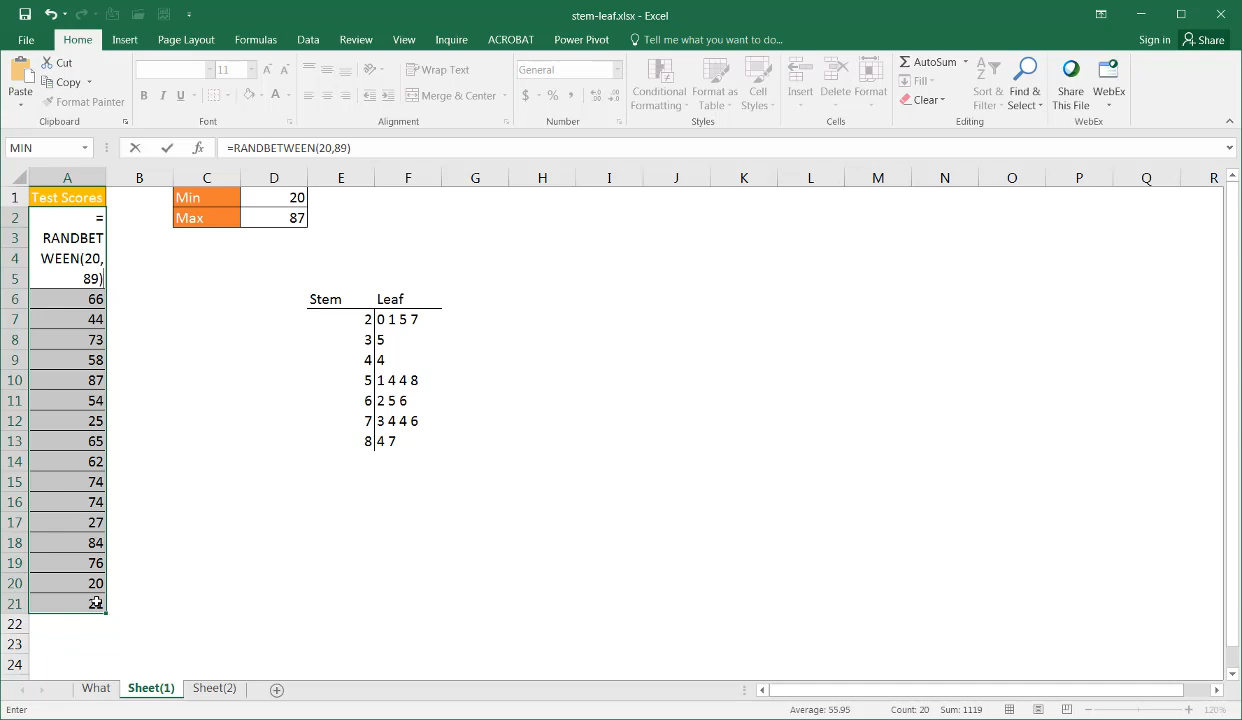 stem-leaf.xlsx - Excel
File Home Insert Page Layout Formulas Data Review View Inquire ACROBAT Power Pivot Tell me what you want to do... Sign in Share
Paste
Cut
Copy
Format Painter
Clipboard
11
B I U
A A
Font
Wrap Text
Merge & Center
Alignment
General
$ % ,
Number
Conditional Formatting
Format as Table
Cell Styles
Styles
Insert Delete Format
Cells
AutoSum
Fill
Clear
Sort & Filter
Find & Select
Editing
Share This File
WebEx
WebEx
MIN fx =RANDBETWEEN(20,89)
A B C D E F G H I J K L M N O P Q R
1 Test Scores Min 20
2 = Max 87
3 RANDBET
4 WEEN(20,
5 89)
6 66 Stem Leaf
7 44 2 0 1 5 7
8 73 3 5
9 58 4 4
10 87 5 1 4 4 8
11 54 6 2 5 6
12 25 7 3 4 4 6
13 65 8 4 7
14 62
15 74
16 74
17 27
18 84
19 76
20 20
21
22
23
24
What Sheet(1) Sheet(2)
Enter Average: 55.95 Count: 20 Sum: 1119 120%